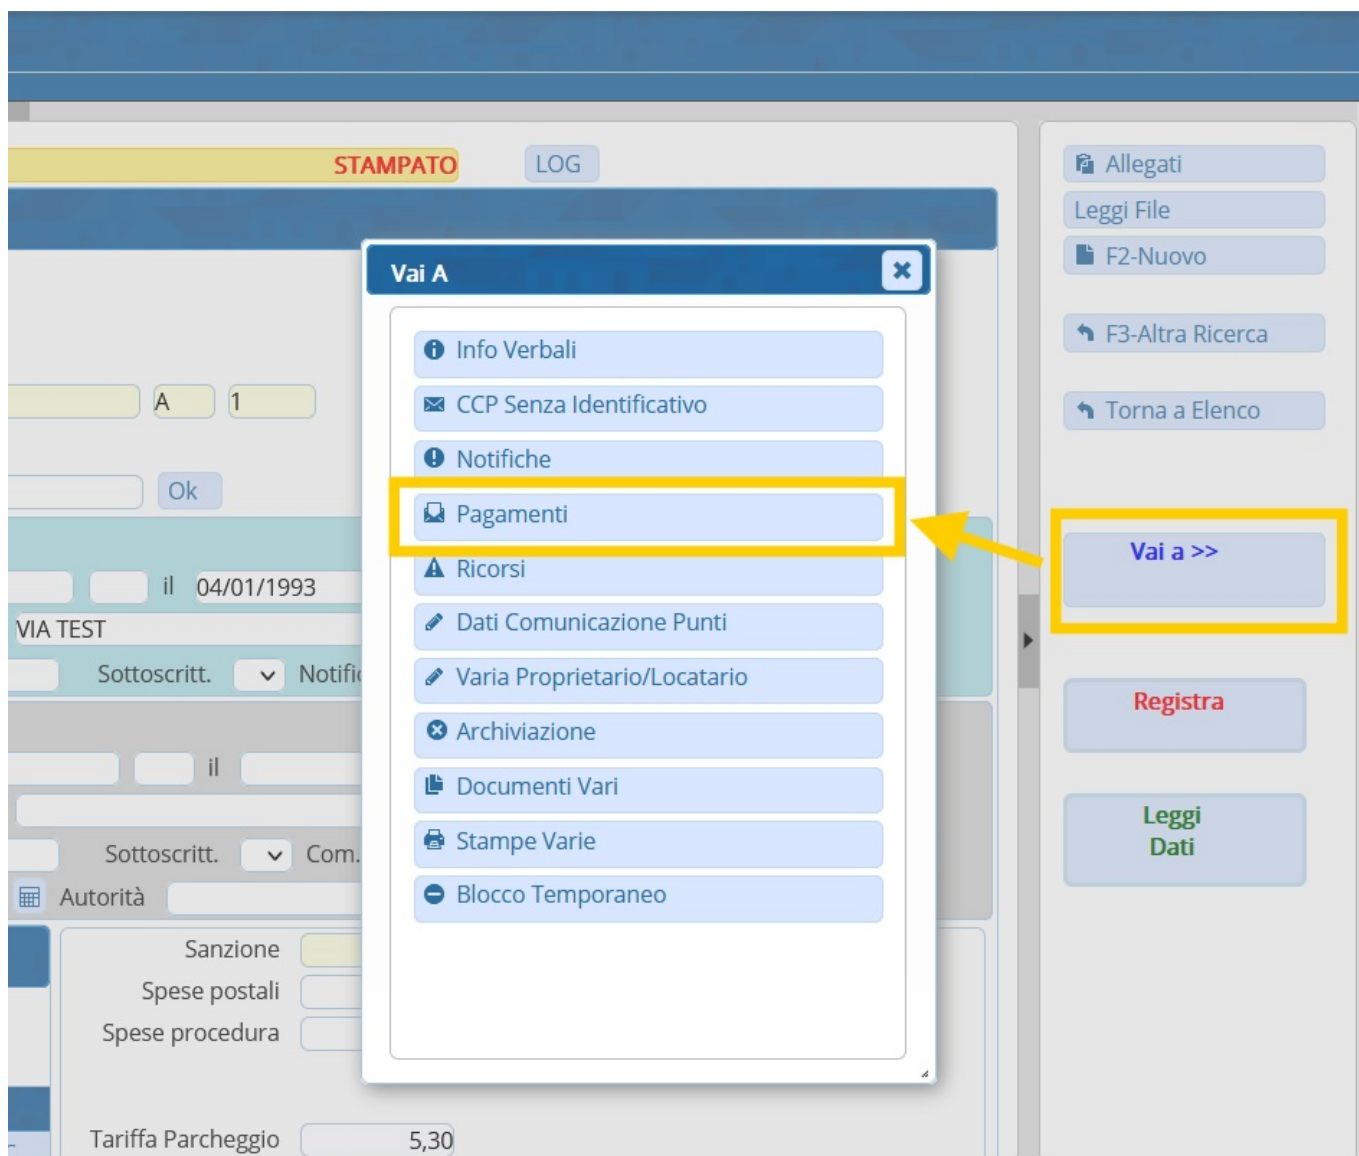 STAMPATO LOG
Allegati
Leggi File
F2-Nuovo
F3-Altra Ricerca
Torna a Elenco
Vai a >>
Registra
Leggi
Dati
Vai A
Info Verbali
CCP Senza Identificativo
Notifiche
Pagamenti
Ricorsi
Dati Comunicazione Punti
Varia Proprietario/Locatario
Archiviazione
Documenti Vari
Stampe Varie
Blocco Temporaneo
A 1
Ok
il 04/01/1993
VIA TEST
Sottoscritt.
il
Sottoscritt. Com.
Autorità
Sanzione
Spese postali
Spese procedura
Tariffa Parcheggio 5,30